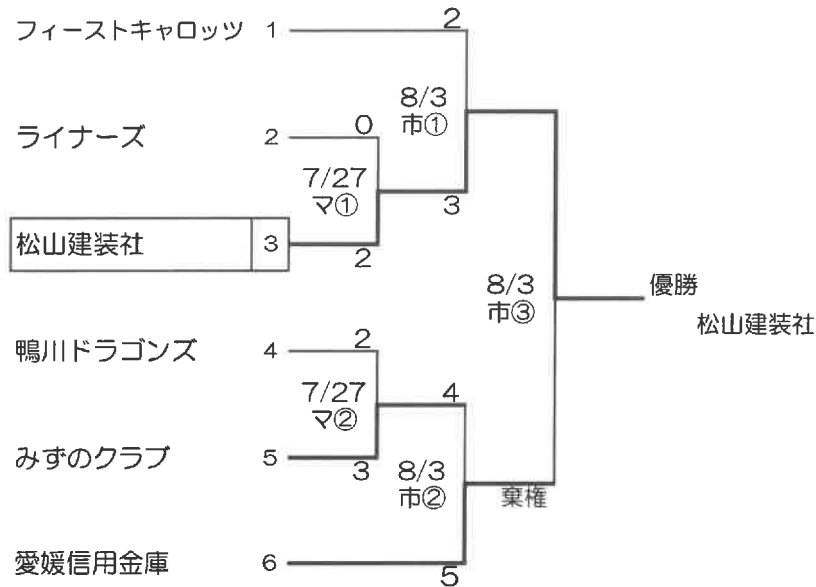 フィーストキャロッツ 1 2
8/3
市①
ライナーズ 2 0
7/27
マ①
3
松山建装社 3 2
8/3
市③
優勝
松山建装社
鴨川ドラゴンズ 4 2
7/27
マ②
4
みずのクラブ 5 3
8/3
市②
棄権
愛媛信用金庫 6 5